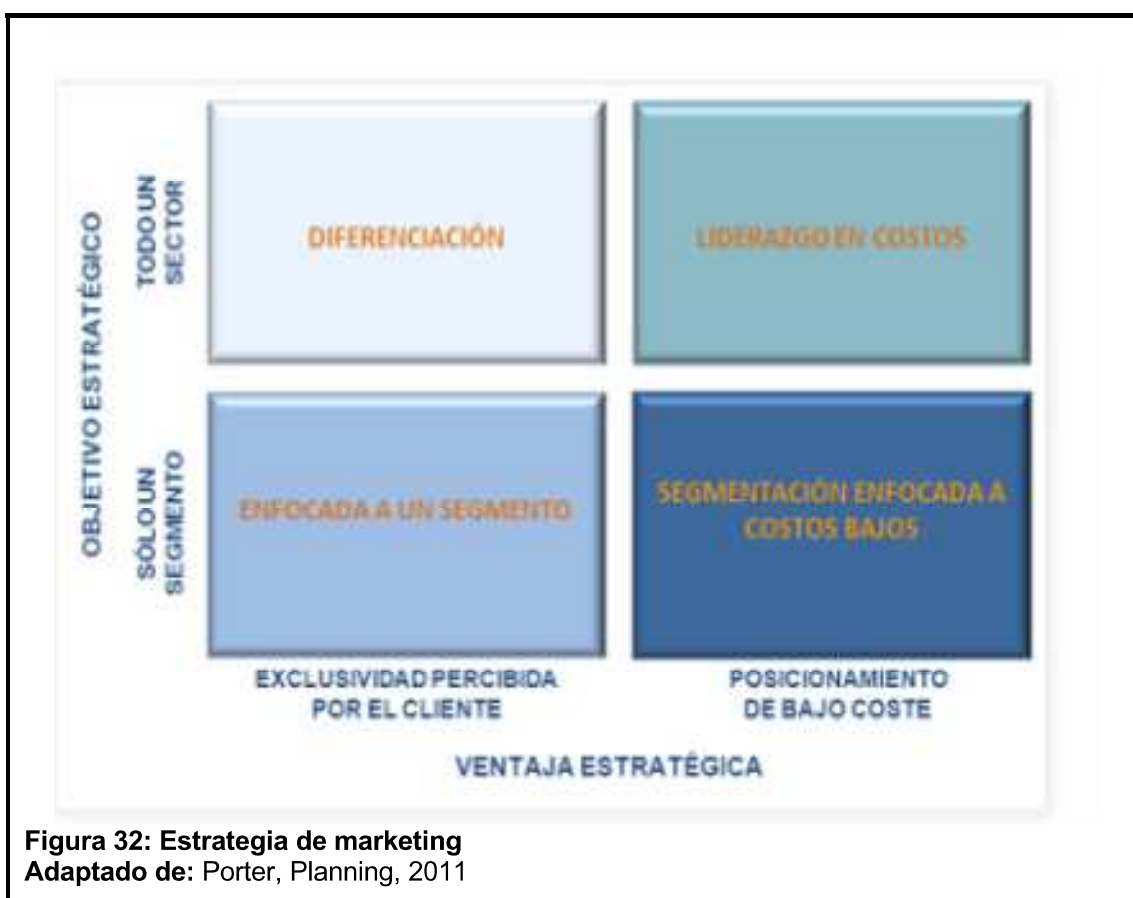 OBJETIVO ESTRATÉGICO
TODO UN
SECTOR
DIFERENCIACIÓN
LIDERAZGO EN COSTOS
SÓLO UN
SEGMENTO
ENFOCADA A UN SEGMENTO
SEGMENTACIÓN ENFOCADA A
COSTOS BAJOS
EXCLUSIVIDAD PERCIBIDA
POR EL CLIENTE
POSICIONAMIENTO
DE BAJO COSTE
VENTAJA ESTRATÉGICA
Figura 32: Estrategia de marketing
Adaptado de: Porter, Planning, 2011